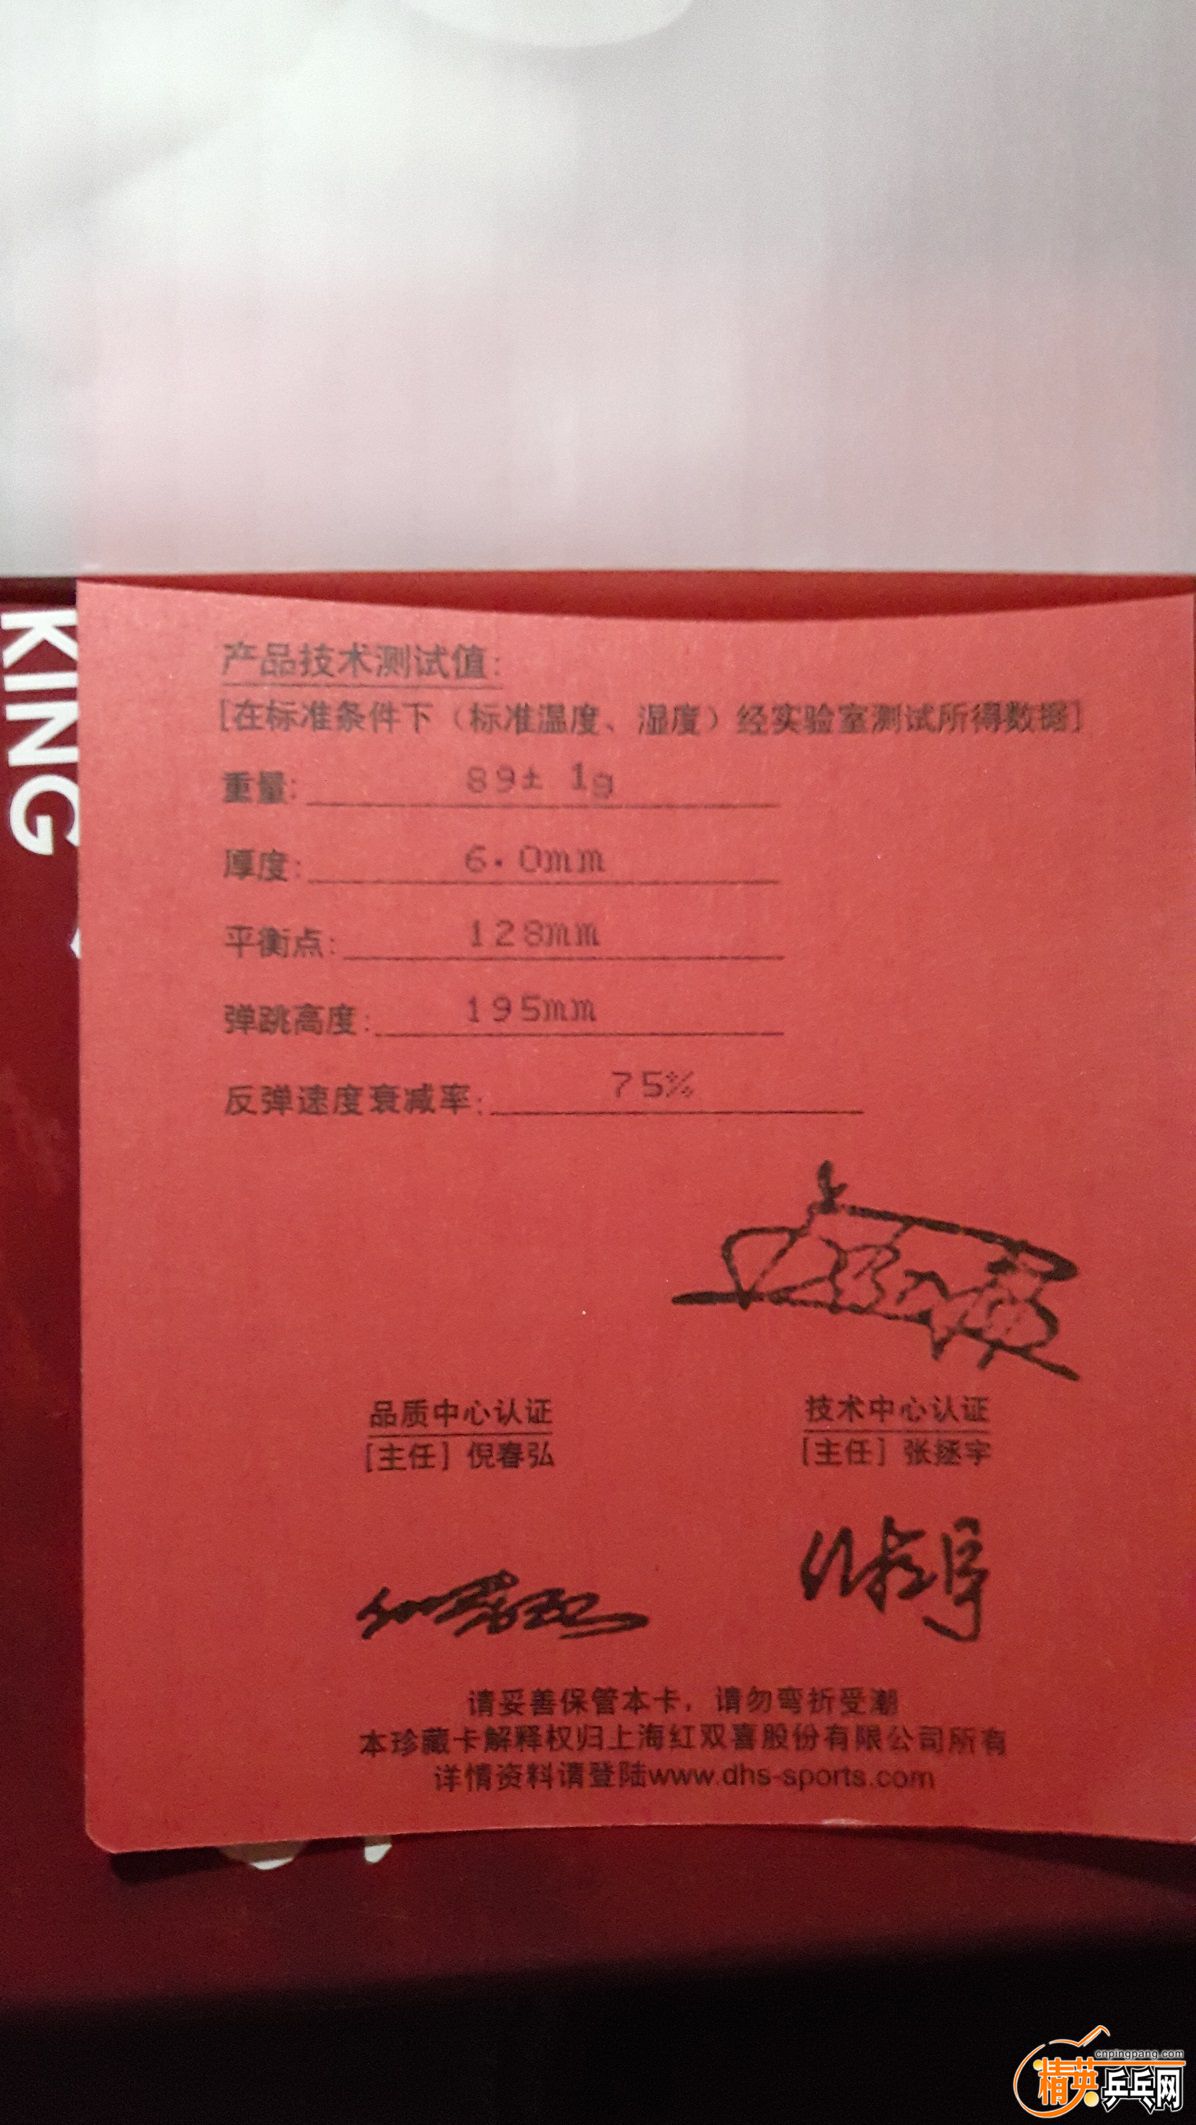 KING
产品技术测试值:
[在标准条件下（标准温度、湿度）经实验室测试所得数据]
重量: 89± 1g
厚度: 6.0mm
平衡点: 128mm
弹跳高度: 195mm
反弹速度衰减率: 75%
品质中心认证 技术中心认证
[主任] 倪春弘 [主任] 张拯宇
请妥善保管本卡，请勿弯折受潮
本珍藏卡解释权归上海红双喜股份有限公司所有
详情资料请登陆www.dhs-sports.com
cnpingpang.com
精英乒乓网